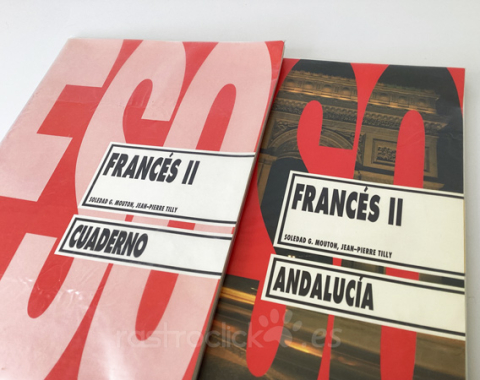 ESO
FRANCÉS II
SOLEDAD G. MOUTON, JEAN-PIERRE TILLY
CUADERNO
ESO
FRANCÉS II
SOLEDAD G. MOUTON, JEAN-PIERRE TILLY
ANDALUCÍA
rastroclick.es